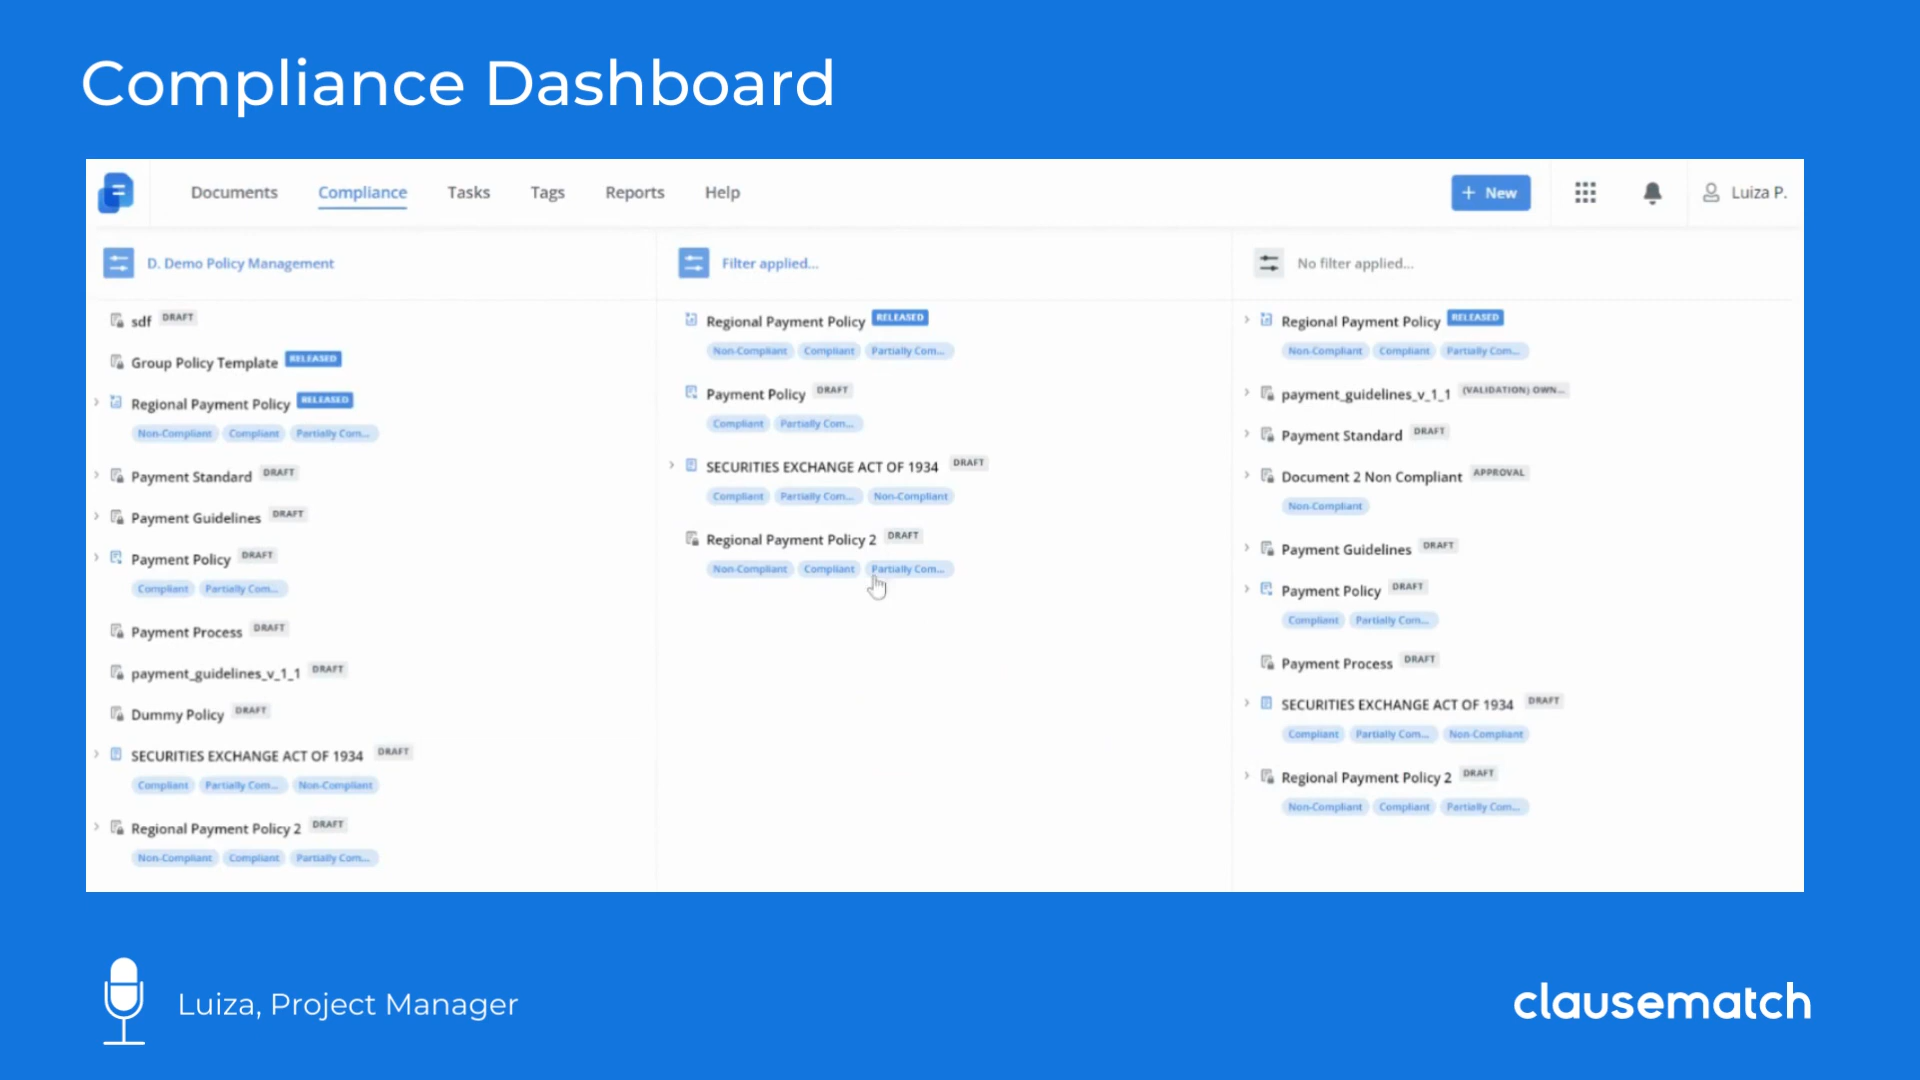 Compliance Dashboard
Documents Compliance Tasks Tags Reports Help + New Luiza P.
D. Demo Policy Management
sdf DRAFT
Group Policy Template RELEASED
Regional Payment Policy RELEASED
Non-Compliant Compliant Partially Com...
Payment Standard DRAFT
Payment Guidelines DRAFT
Payment Policy DRAFT
Compliant Partially Com...
Payment Process DRAFT
payment_guidelines_v_1_1 DRAFT
Dummy Policy DRAFT
SECURITIES EXCHANGE ACT OF 1934 DRAFT
Compliant Partially Com... Non-Compliant
Regional Payment Policy 2 DRAFT
Non-Compliant Compliant Partially Com...
Filter applied...
Regional Payment Policy RELEASED
Non-Compliant Compliant Partially Com...
Payment Policy DRAFT
Compliant Partially Com...
SECURITIES EXCHANGE ACT OF 1934 DRAFT
Compliant Partially Com... Non-Compliant
Regional Payment Policy 2 DRAFT
Non-Compliant Compliant Partially Com...
No filter applied...
Regional Payment Policy RELEASED
Non-Compliant Compliant Partially Com...
payment_guidelines_v_1_1 (VALIDATION) OWN...
Payment Standard DRAFT
Document 2 Non Compliant APPROVAL
Non-Compliant
Payment Guidelines DRAFT
Payment Policy DRAFT
Compliant Partially Com...
Payment Process DRAFT
SECURITIES EXCHANGE ACT OF 1934 DRAFT
Compliant Partially Com... Non-Compliant
Regional Payment Policy 2 DRAFT
Non-Compliant Compliant Partially Com...
Luiza, Project Manager
clausematch